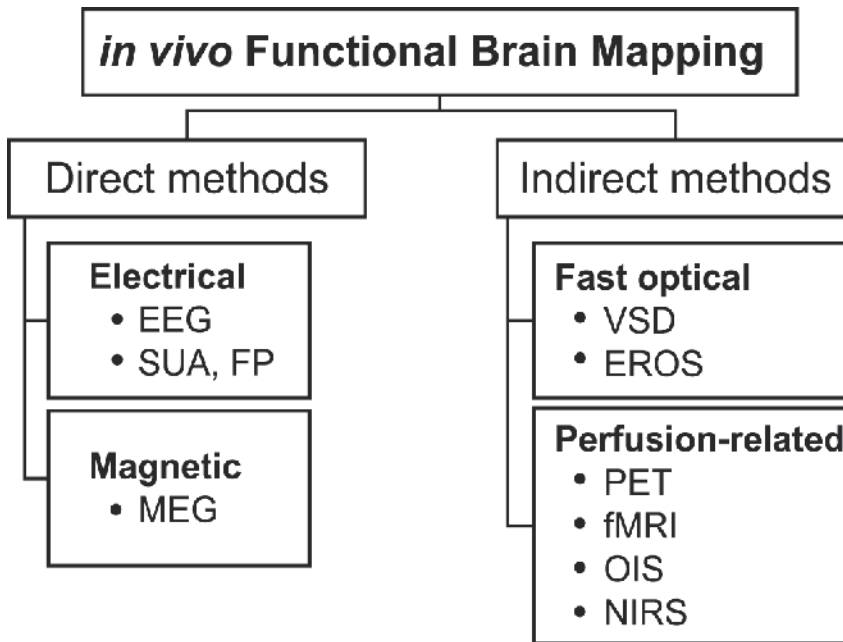 in vivo Functional Brain Mapping
Direct methods
Electrical
• EEG
• SUA, FP
Magnetic
• MEG
Indirect methods
Fast optical
• VSD
• EROS
Perfusion-related
• PET
• fMRI
• OIS
• NIRS